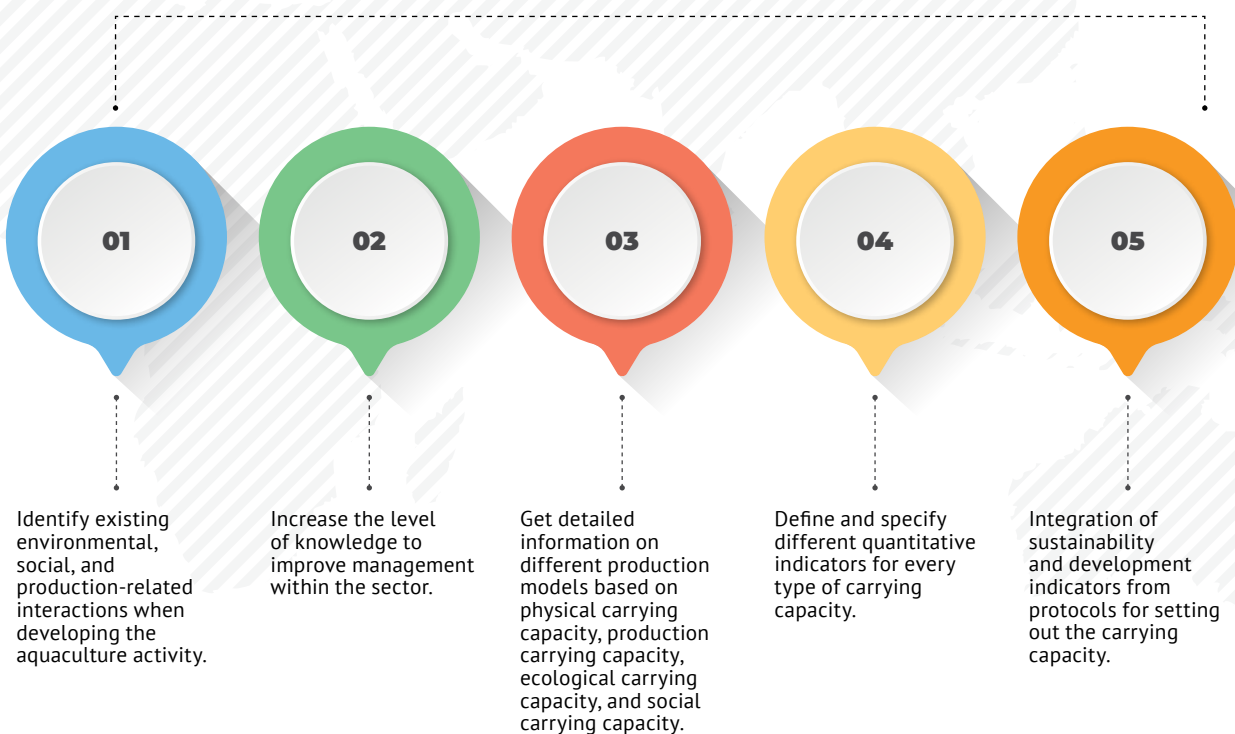 01
02
03
04
05
Identify existing
environmental,
social, and
production-related
interactions when
developing the
aquaculture activity.
Increase the level
of knowledge to
improve management
within the sector.
Get detailed
information on
different production
models based on
physical carrying
capacity, production
carrying capacity,
ecological carrying
capacity, and social
carrying capacity.
Define and specify
different quantitative
indicators for every
type of carrying
capacity.
Integration of
sustainability
and development
indicators from
protocols for setting
out the carrying
capacity.